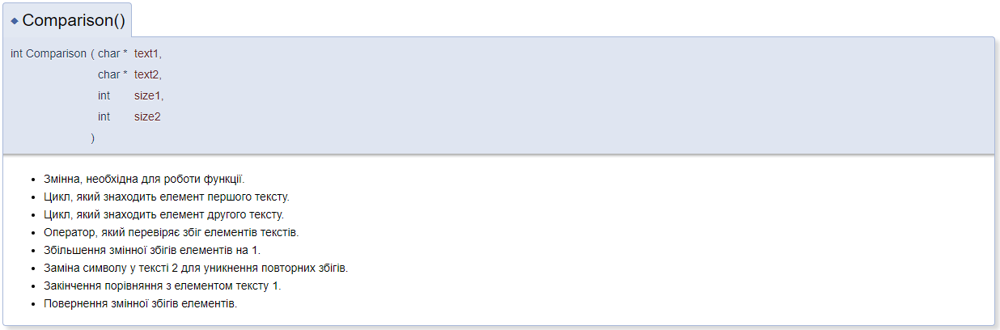 Comparison()
int Comparison ( char * text1,
char * text2,
int size1,
int size2
)
Змінна, необхідна для роботи функції.
Цикл, який знаходить елемент першого тексту.
Цикл, який знаходить елемент другого тексту.
Оператор, який перевіряє збіг елементів текстів.
Збільшення змінної збігів елементів на 1.
Заміна символу у тексті 2 для уникнення повторних збігів.
Закінчення порівняння з елементом тексту 1.
Повернення змінної збігів елементів.